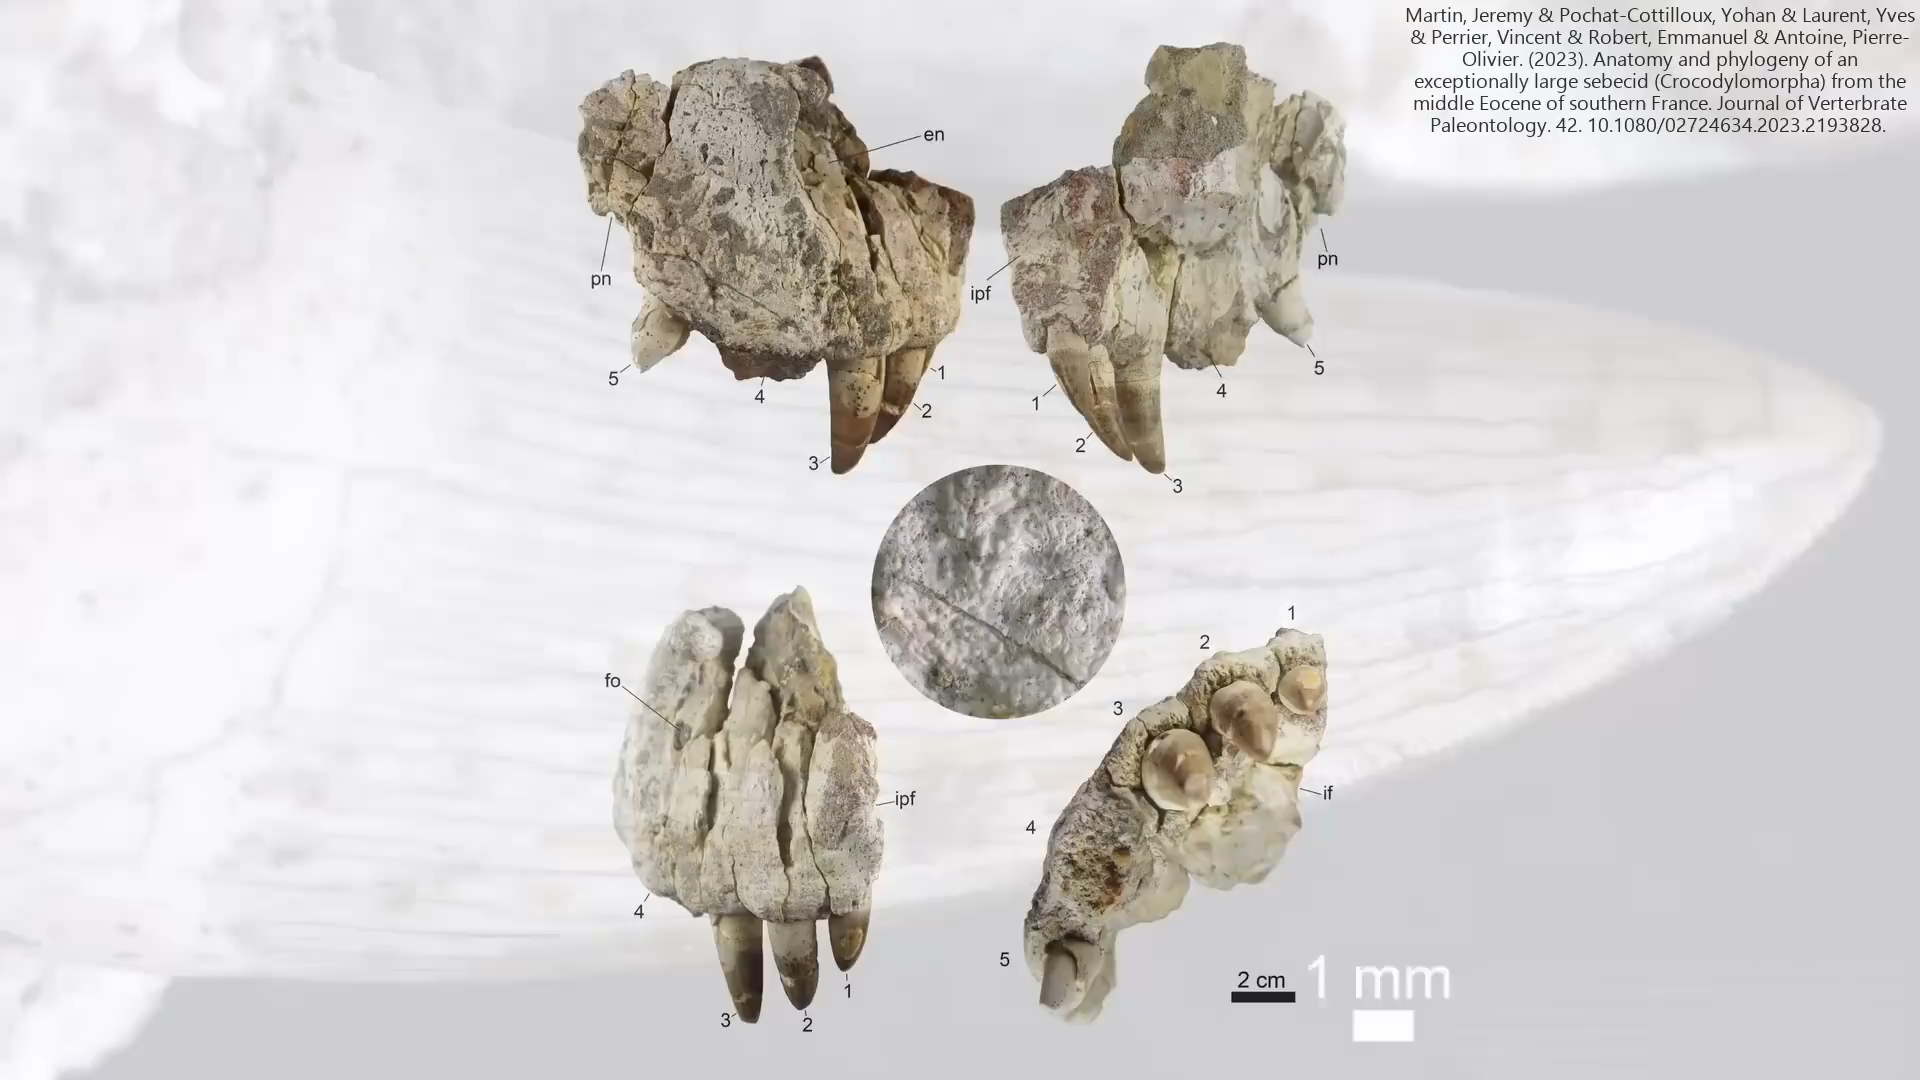 Martin, Jeremy & Pochat-Cottilloux, Yohan & Laurent, Yves
& Perrier, Vincent & Robert, Emmanuel & Antoine, Pierre-
Olivier. (2023). Anatomy and phylogeny of an
exceptionally large sebecid (Crocodylomorpha) from the
middle Eocene of southern France. Journal of Verterbrate
Paleontology. 42. 10.1080/02724634.2023.2193828.
en
pn
5
4
3
2
1
ipf
pn
1
2
3
4
5
fo
ipf
4
3
2
1
1
2
3
4
5
if
2 cm
1 mm